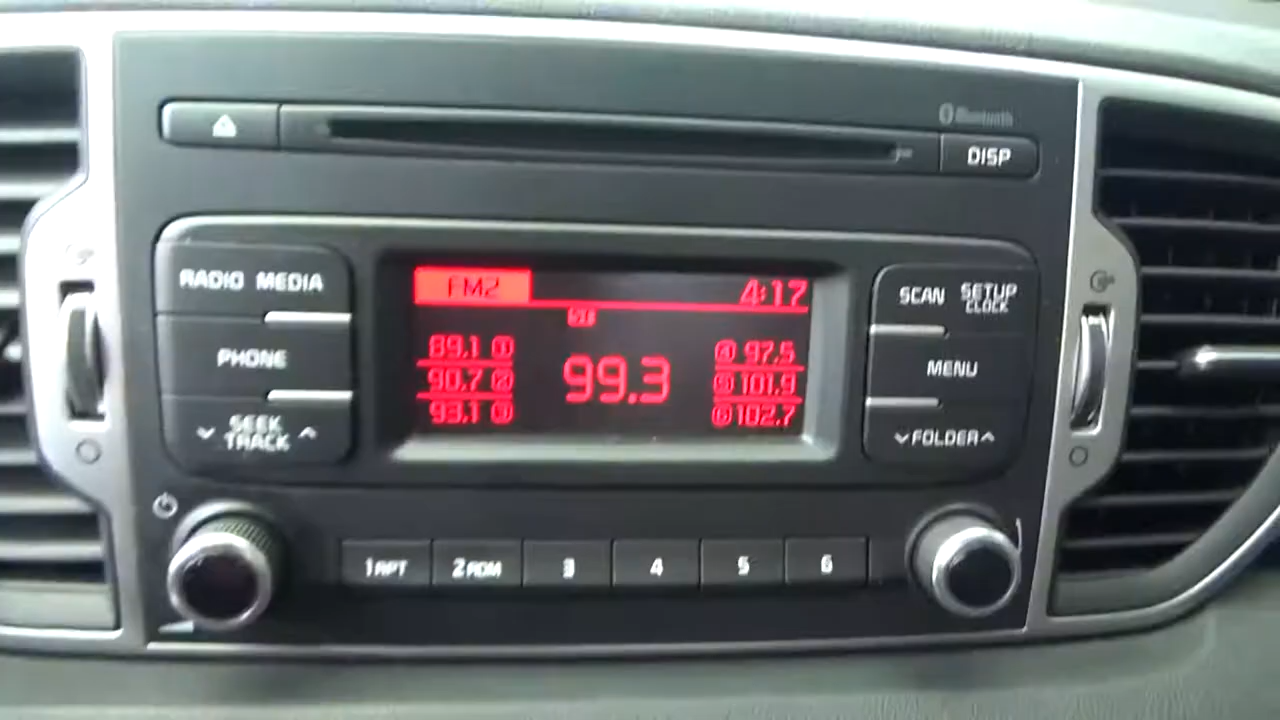 Bluetooth
DISP
RADIO MEDIA
PHONE
SEEK
TRACK
FM2 4:17
89.1 1
90.7 2
93.1 3
99.3
4 97.5
5 101.9
6 102.7
SCAN SETUP
CLOCK
MENU
FOLDER
1 RPT 2 RDM 3 4 5 6